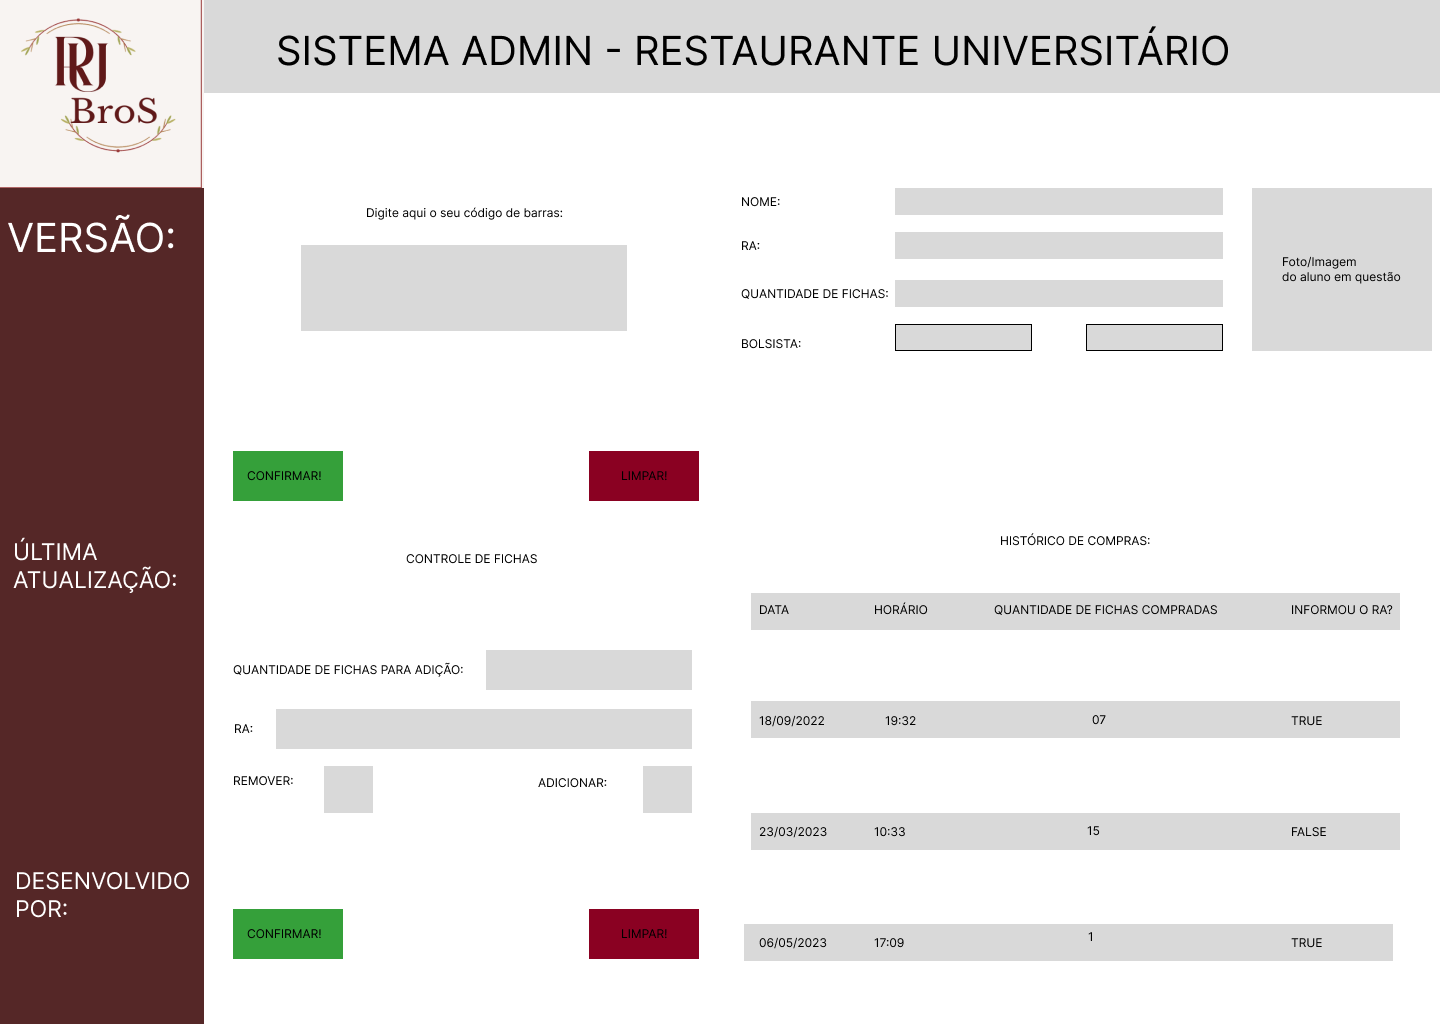 RRJ
BroS
SISTEMA ADMIN - RESTAURANTE UNIVERSITÁRIO
VERSÃO:
ÚLTIMA
ATUALIZAÇÃO:
DESENVOLVIDO
POR:
Digite aqui o seu código de barras:
CONFIRMAR!
LIMPAR!
NOME:
RA:
QUANTIDADE DE FICHAS:
BOLSISTA:
Foto/Imagem
do aluno em questão
CONTROLE DE FICHAS
QUANTIDADE DE FICHAS PARA ADIÇÃO:
RA:
REMOVER:
ADICIONAR:
CONFIRMAR!
LIMPAR!
HISTÓRICO DE COMPRAS:
DATA HORÁRIO QUANTIDADE DE FICHAS COMPRADAS INFORMOU O RA?
18/09/2022 19:32 07 TRUE
23/03/2023 10:33 15 FALSE
06/05/2023 17:09 1 TRUE